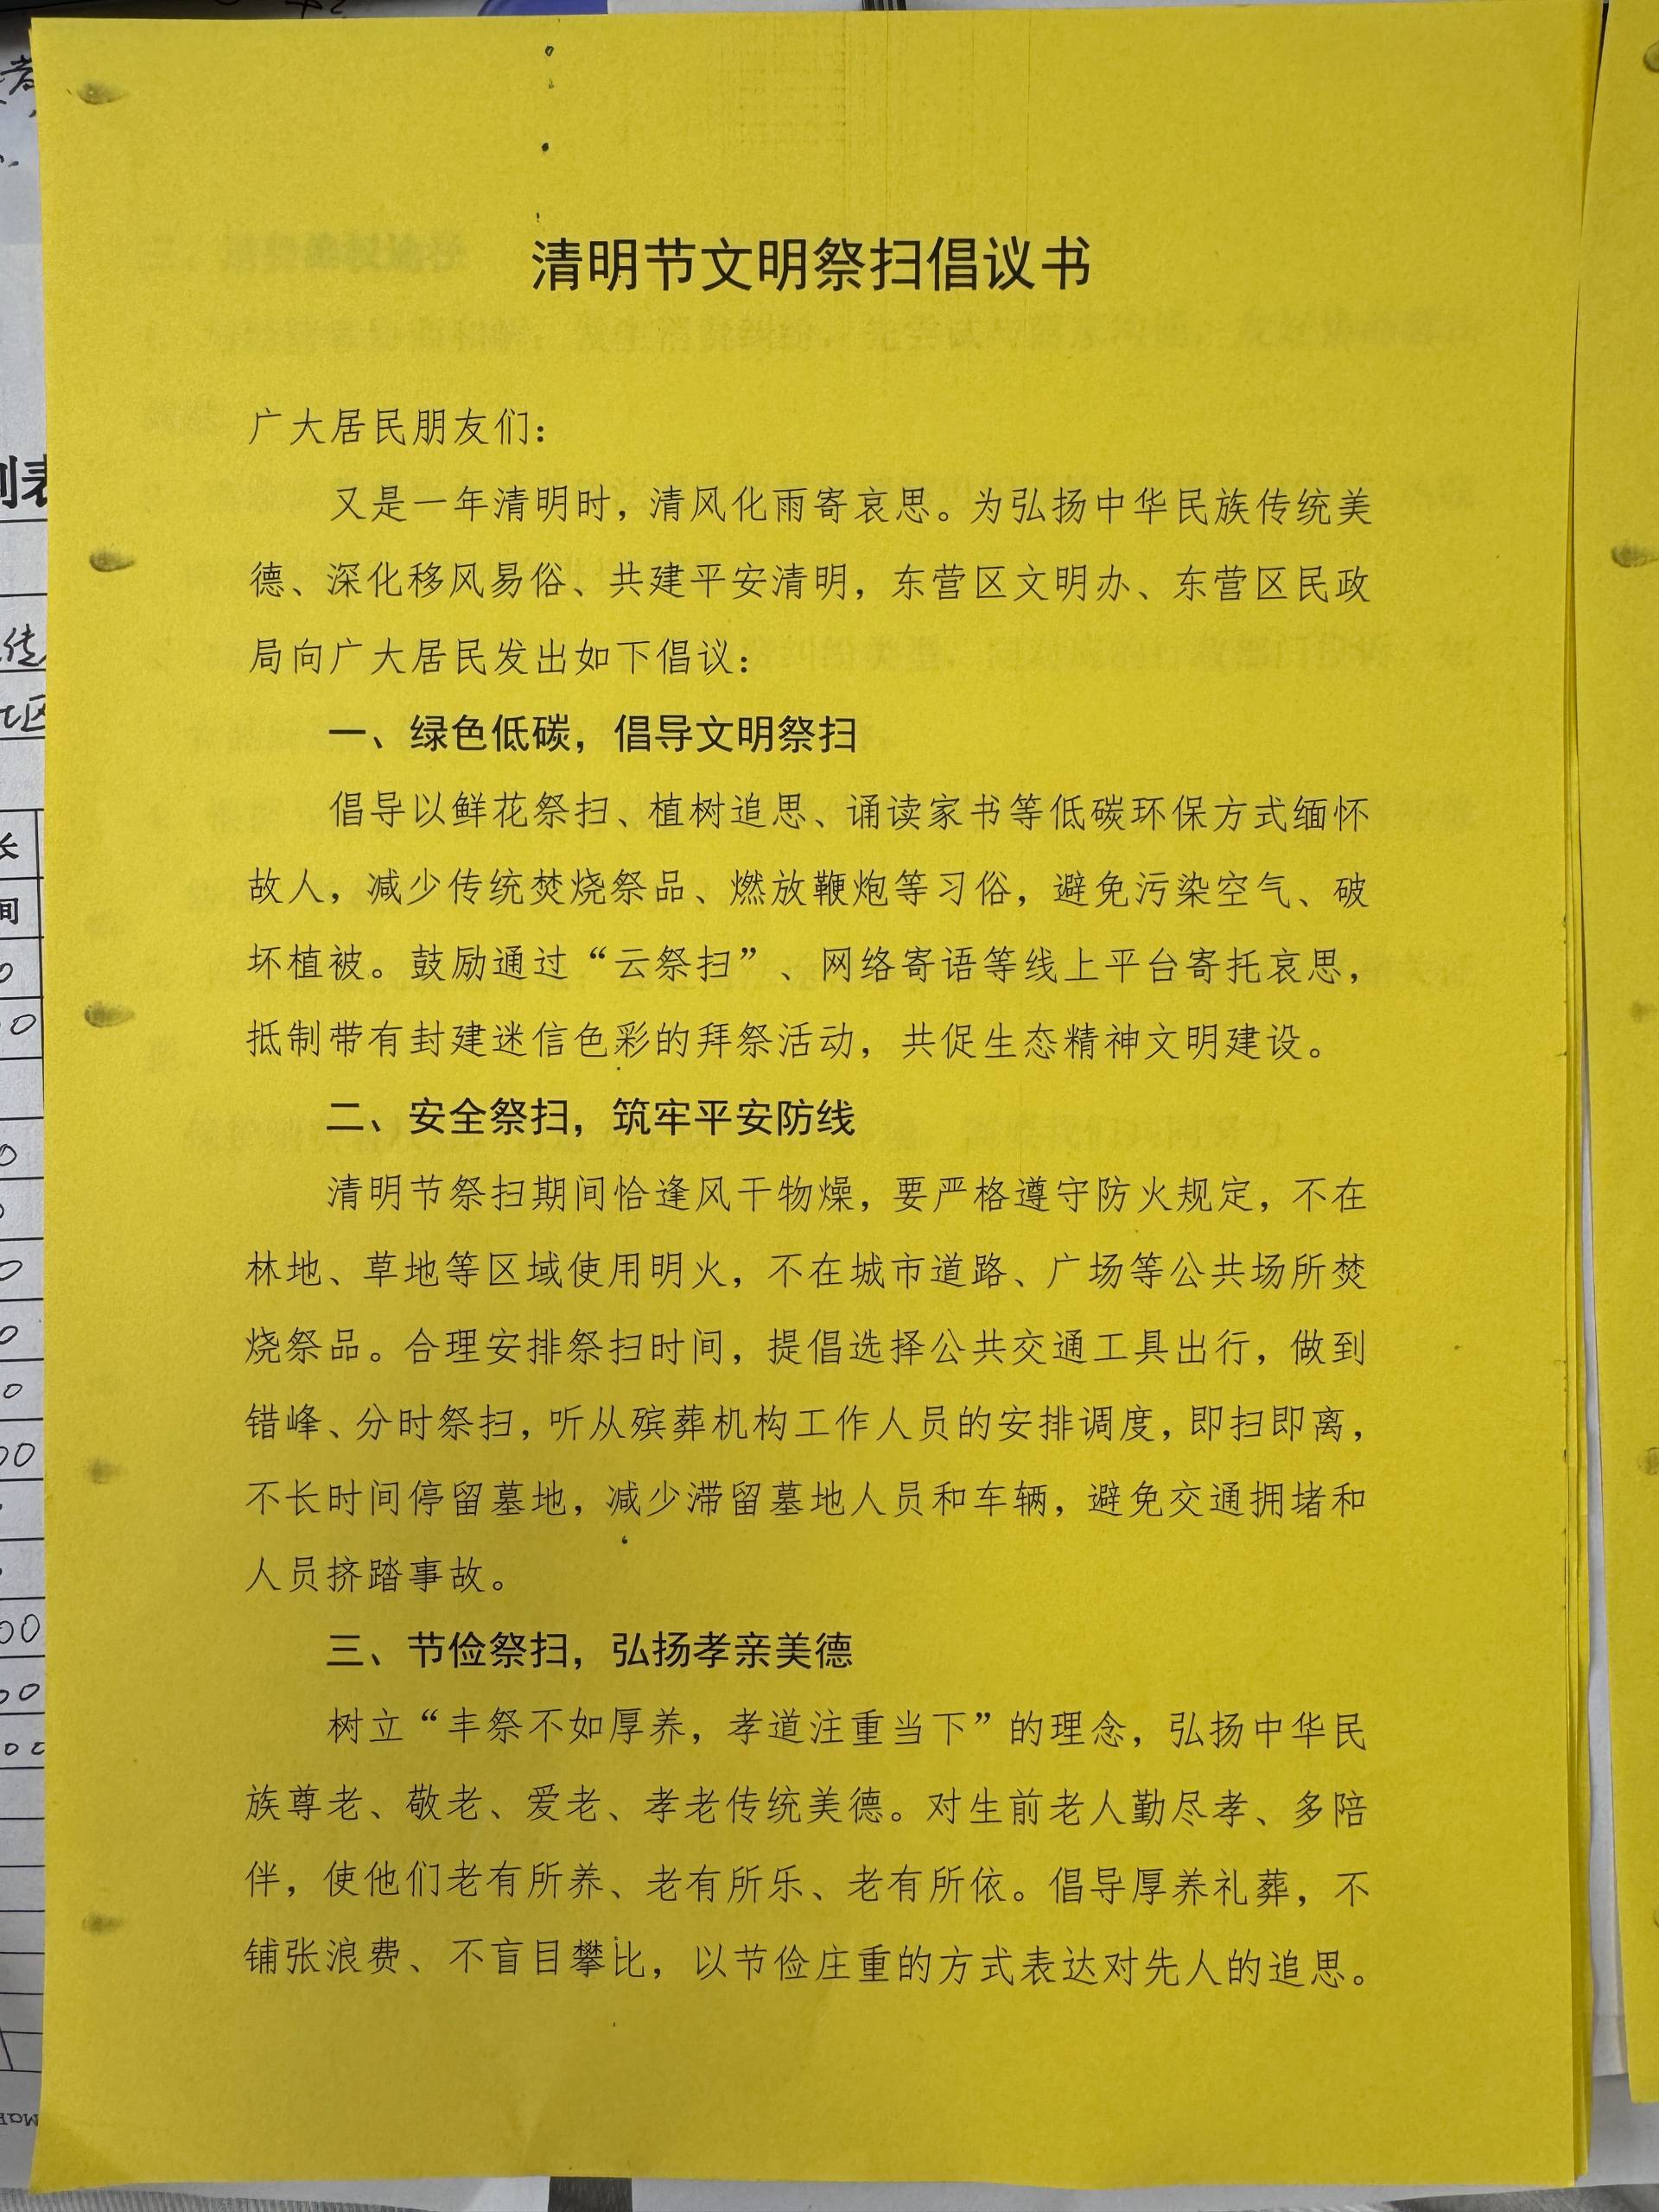 清明节文明祭扫倡议书
广大居民朋友们：
又是一年清明时，清风化雨寄哀思。为弘扬中华民族传统美
德、深化移风易俗、共建平安清明，东营区文明办、东营区民政
局向广大居民发出如下倡议：
一、绿色低碳，倡导文明祭扫
倡导以鲜花祭扫、植树追思、诵读家书等低碳环保方式缅怀
故人，减少传统焚烧祭品、燃放鞭炮等习俗，避免污染空气、破
坏植被。鼓励通过“云祭扫”、网络寄语等线上平台寄托哀思，
抵制带有封建迷信色彩的拜祭活动，共促生态精神文明建设。
二、安全祭扫，筑牢平安防线
清明节祭扫期间恰逢风干物燥，要严格遵守防火规定，不在
林地、草地等区域使用明火，不在城市道路、广场等公共场所焚
烧祭品。合理安排祭扫时间，提倡选择公共交通工具出行，做到
错峰、分时祭扫，听从殡葬机构工作人员的安排调度，即扫即离，
不长时间停留墓地，减少滞留墓地人员和车辆，避免交通拥堵和
人员挤踏事故。
三、节俭祭扫，弘扬孝亲美德
树立“丰祭不如厚养，孝道注重当下”的理念，弘扬中华民
族尊老、敬老、爱老、孝老传统美德。对生前老人勤尽孝、多陪
伴，使他们老有所养、老有所乐、老有所依。倡导厚养礼葬，不
铺张浪费、不盲目攀比，以节俭庄重的方式表达对先人的追思。